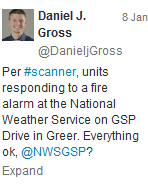 Daniel J. 8 Jan
Gross
@DanieljGross
Per #scanner, units
responding to a fire
alarm at the National
Weather Service on GSP
Drive in Greer. Everything
ok, @NWSGSP?
Expand